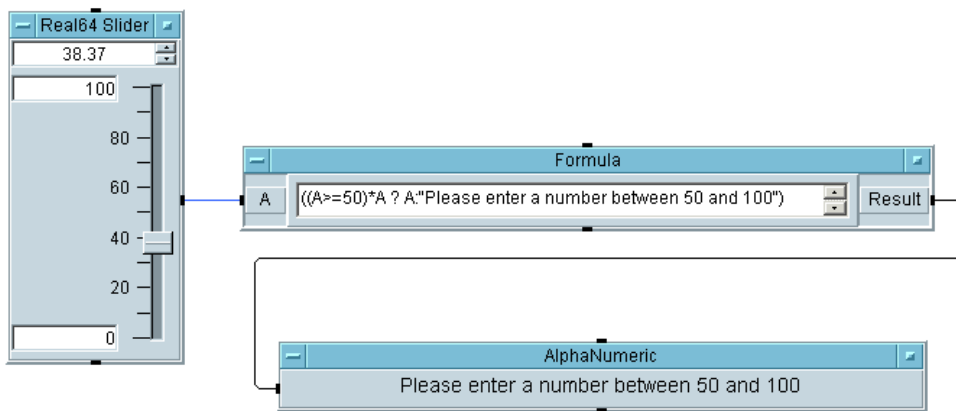 Real64 Slider
38.37
100
80
60
40
20
0
Formula
A
((A>=50)*A ? A:"Please enter a number between 50 and 100")
Result
AlphaNumeric
Please enter a number between 50 and 100